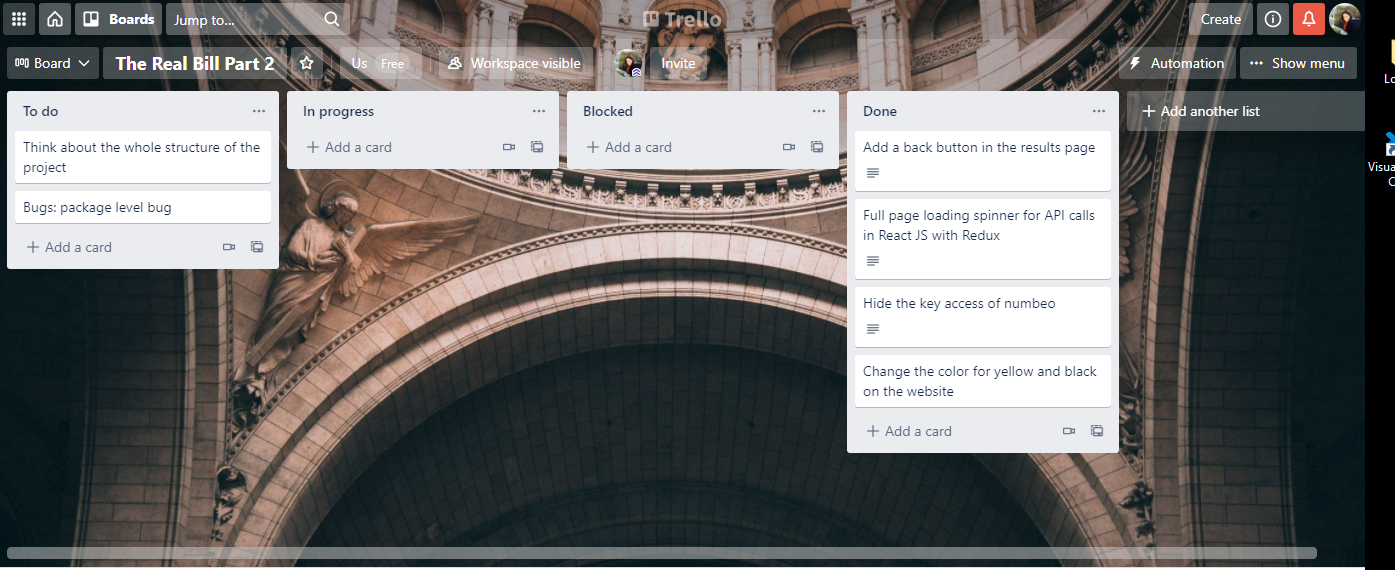 Boards
Jump to...
Trello
Create
Board
The Real Bill Part 2
Us Free
Workspace visible
Invite
Automation
Show menu
To do
Think about the whole structure of the
project
Bugs: package level bug
Add a card
In progress
Add a card
Blocked
Add a card
Done
Add a back button in the results page
Full page loading spinner for API calls
in React JS with Redux
Hide the key access of numbeo
Change the color for yellow and black
on the website
Add a card
Add another list